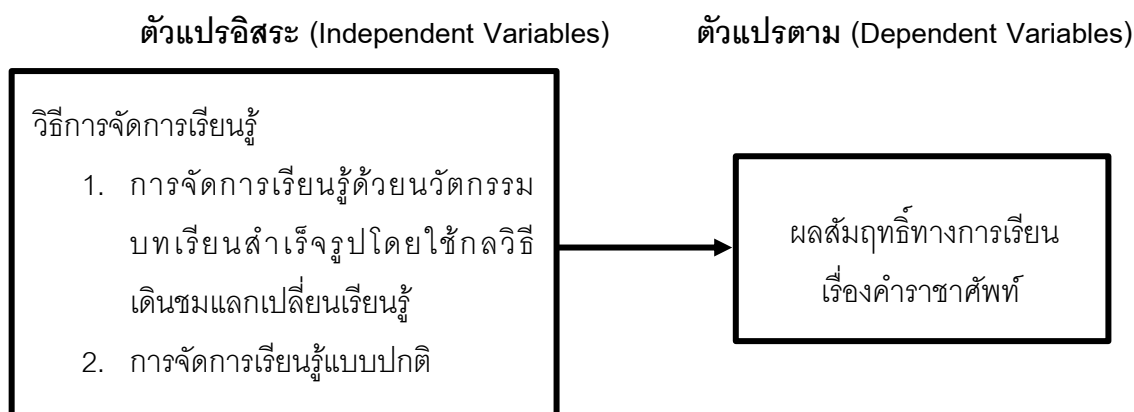 ตัวแปรอิสระ (Independent Variables) ตัวแปรตาม (Dependent Variables)
วิธีการจัดการเรียนรู้
1. การจัดการเรียนรู้ด้วยนวัตกรรม
บทเรียนสำเร็จรูปโดยใช้กลวิธี
เดินชมแลกเปลี่ยนเรียนรู้
2. การจัดการเรียนรู้แบบปกติ
ผลสัมฤทธิ์ทางการเรียน
เรื่องคำราชาศัพท์